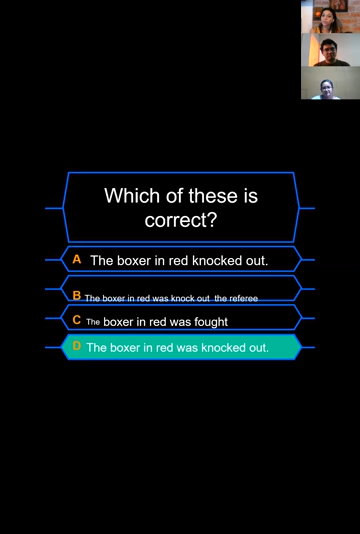 Which of these is
correct?
A The boxer in red knocked out.
B The boxer in red was knock out the referee
C The boxer in red was fought
D The boxer in red was knocked out.